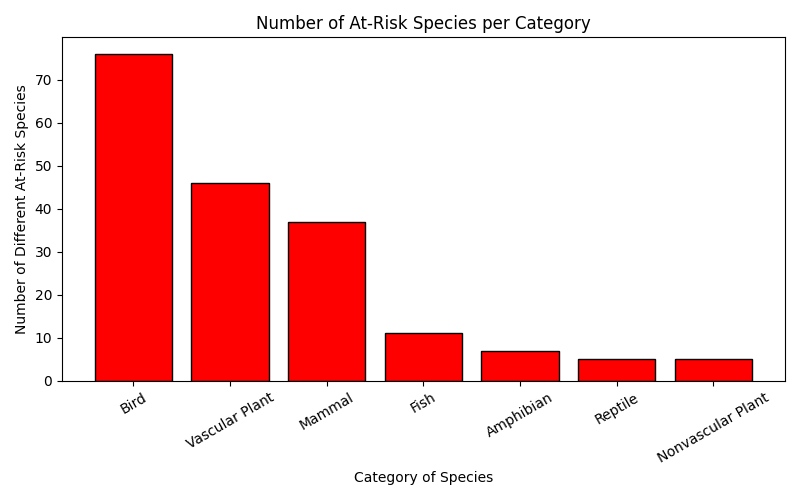 Number of At-Risk Species per Category
Number of Different At-Risk Species
70
60
50
40
30
20
10
0
Bird
Vascular Plant
Mammal
Fish
Amphibian
Reptile
Nonvascular Plant
Category of Species